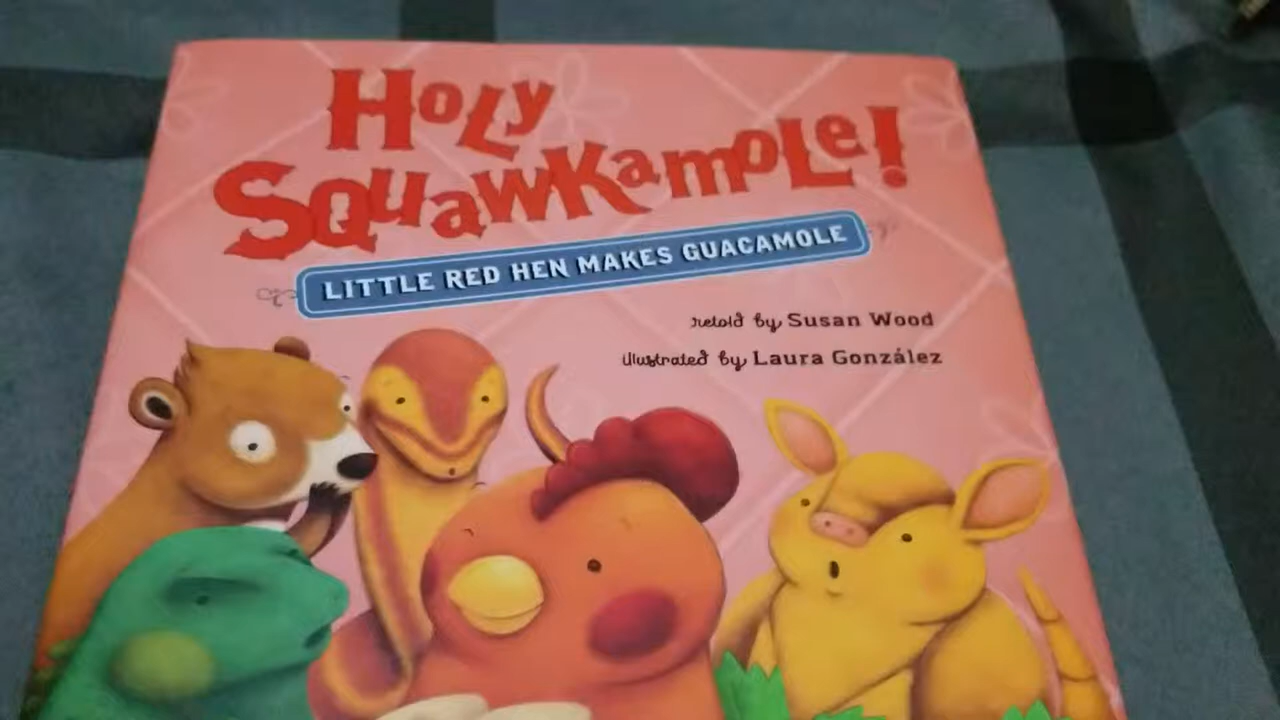 Holy
Squawkamole!
LITTLE RED HEN MAKES GUACAMOLE
retold by Susan Wood
illustrated by Laura González